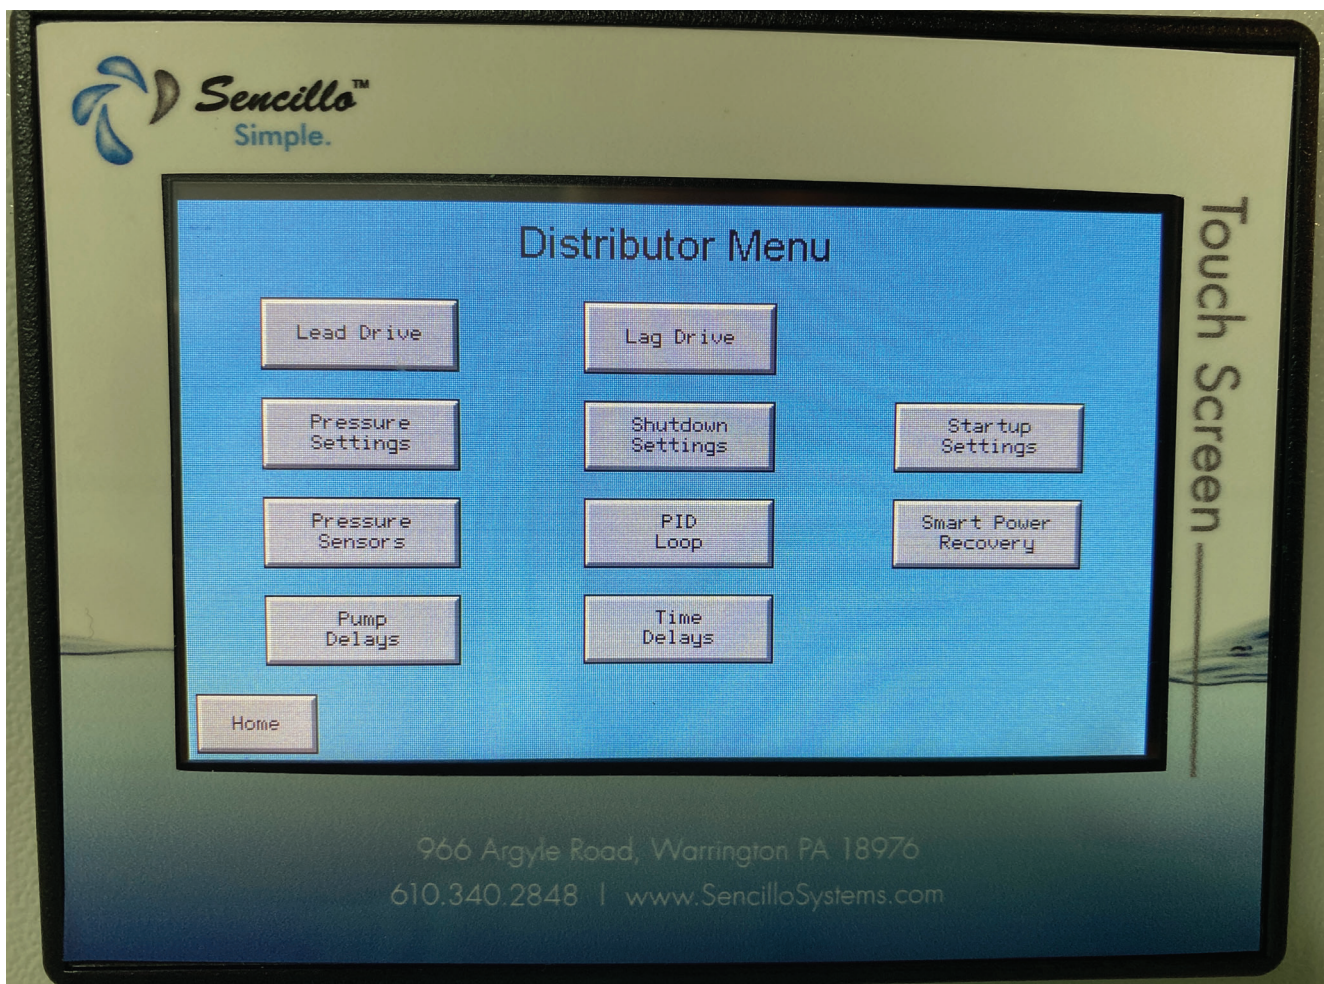 Sencillo™
Simple.
Touch Screen
Distributor Menu
Lead Drive
Lag Drive
Pressure
Settings
Shutdown
Settings
Startup
Settings
Pressure
Sensors
PID
Loop
Smart Power
Recovery
Pump
Delays
Time
Delays
Home
966 Argyle Road, Warrington PA 18976
610.340.2848 | www.SencilloSystems.com